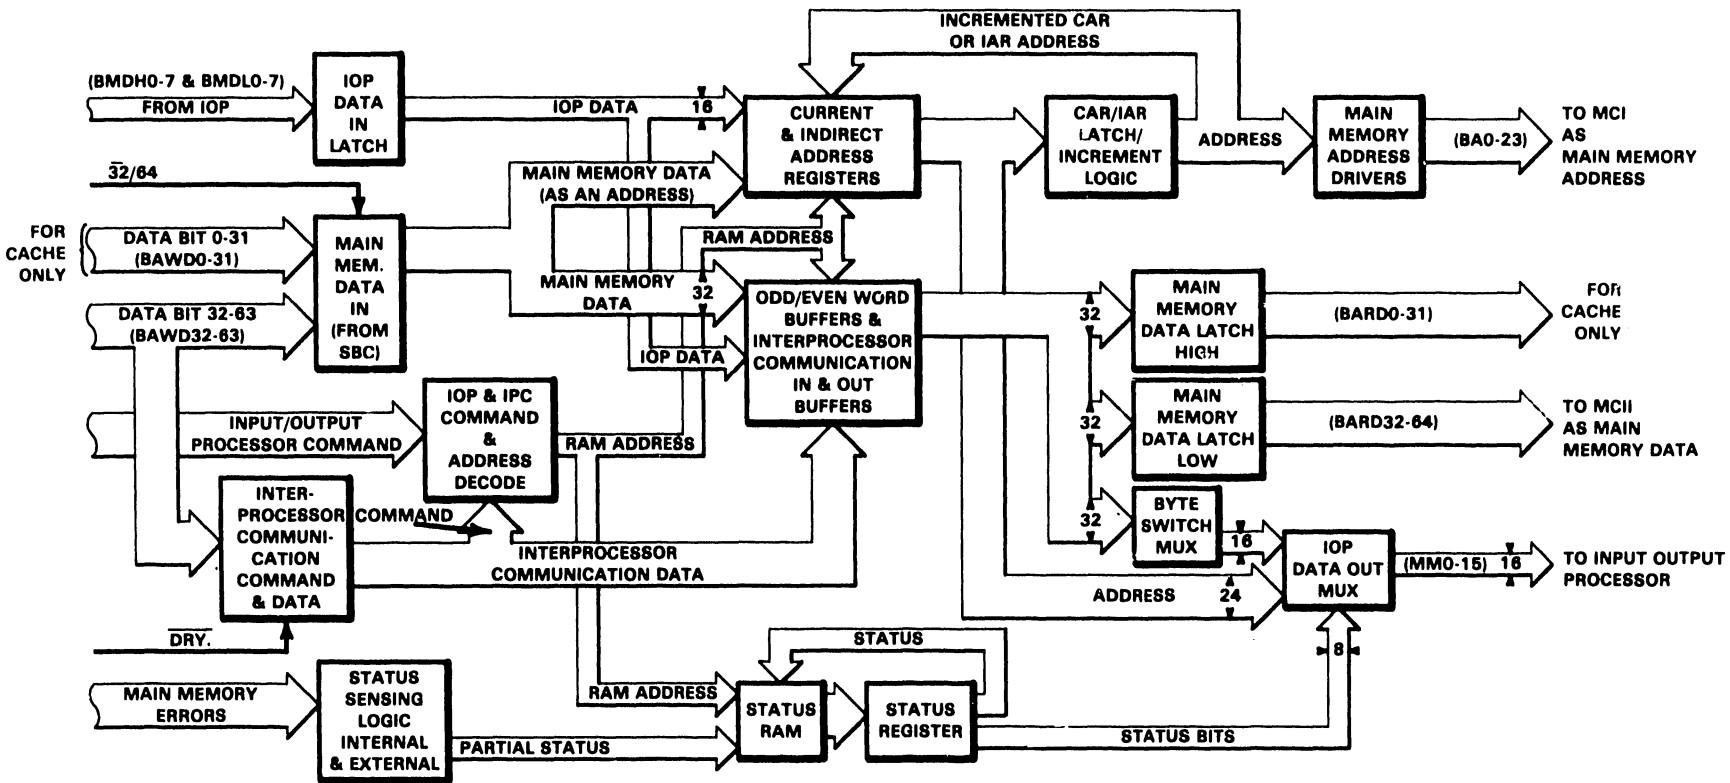 INCREMENTED CAR
OR IAR ADDRESS
(BMDH0-7 & BMDL0-7)
FROM IOP
IOP
DATA
IN
LATCH
IOP DATA
16
CURRENT
& INDIRECT
ADDRESS
REGISTERS
CAR/IAR
LATCH/
INCREMENT
LOGIC
ADDRESS
MAIN
MEMORY
ADDRESS
DRIVERS
(BA0-23)
TO MCI
AS
MAIN MEMORY
ADDRESS
32/64
MAIN MEMORY DATA
(AS AN ADDRESS)
FOR
CACHE
ONLY
DATA BIT 0-31
(BAWD0-31)
DATA BIT 32-63
(BAWD32-63)
MAIN
MEM.
DATA
IN
(FROM
SBC)
RAM ADDRESS
MAIN MEMORY
DATA
32
IOP DATA
ODD/EVEN WORD
BUFFERS &
INTERPROCESSOR
COMMUNICATION
IN & OUT
BUFFERS
32
MAIN
MEMORY
DATA LATCH
HIGH
(BARD0-31)
FOR
CACHE
ONLY
32
MAIN
MEMORY
DATA LATCH
LOW
(BARD32-64)
TO MCII
AS MAIN
MEMORY DATA
INPUT/OUTPUT
PROCESSOR COMMAND
IOP & IPC
COMMAND
&
ADDRESS
DECODE
RAM ADDRESS
INTER-
PROCESSOR
COMMUNI-
CATION
COMMAND
& DATA
COMMAND
INTERPROCESSOR
COMMUNICATION DATA
32
BYTE
SWITCH
MUX
16
IOP
DATA OUT
MUX
(MM0-15)
16
TO INPUT OUTPUT
PROCESSOR
ADDRESS
24
8
DRY.
MAIN MEMORY
ERRORS
STATUS
SENSING
LOGIC
INTERNAL
& EXTERNAL
RAM ADDRESS
PARTIAL STATUS
STATUS
STATUS
RAM
STATUS
REGISTER
STATUS BITS